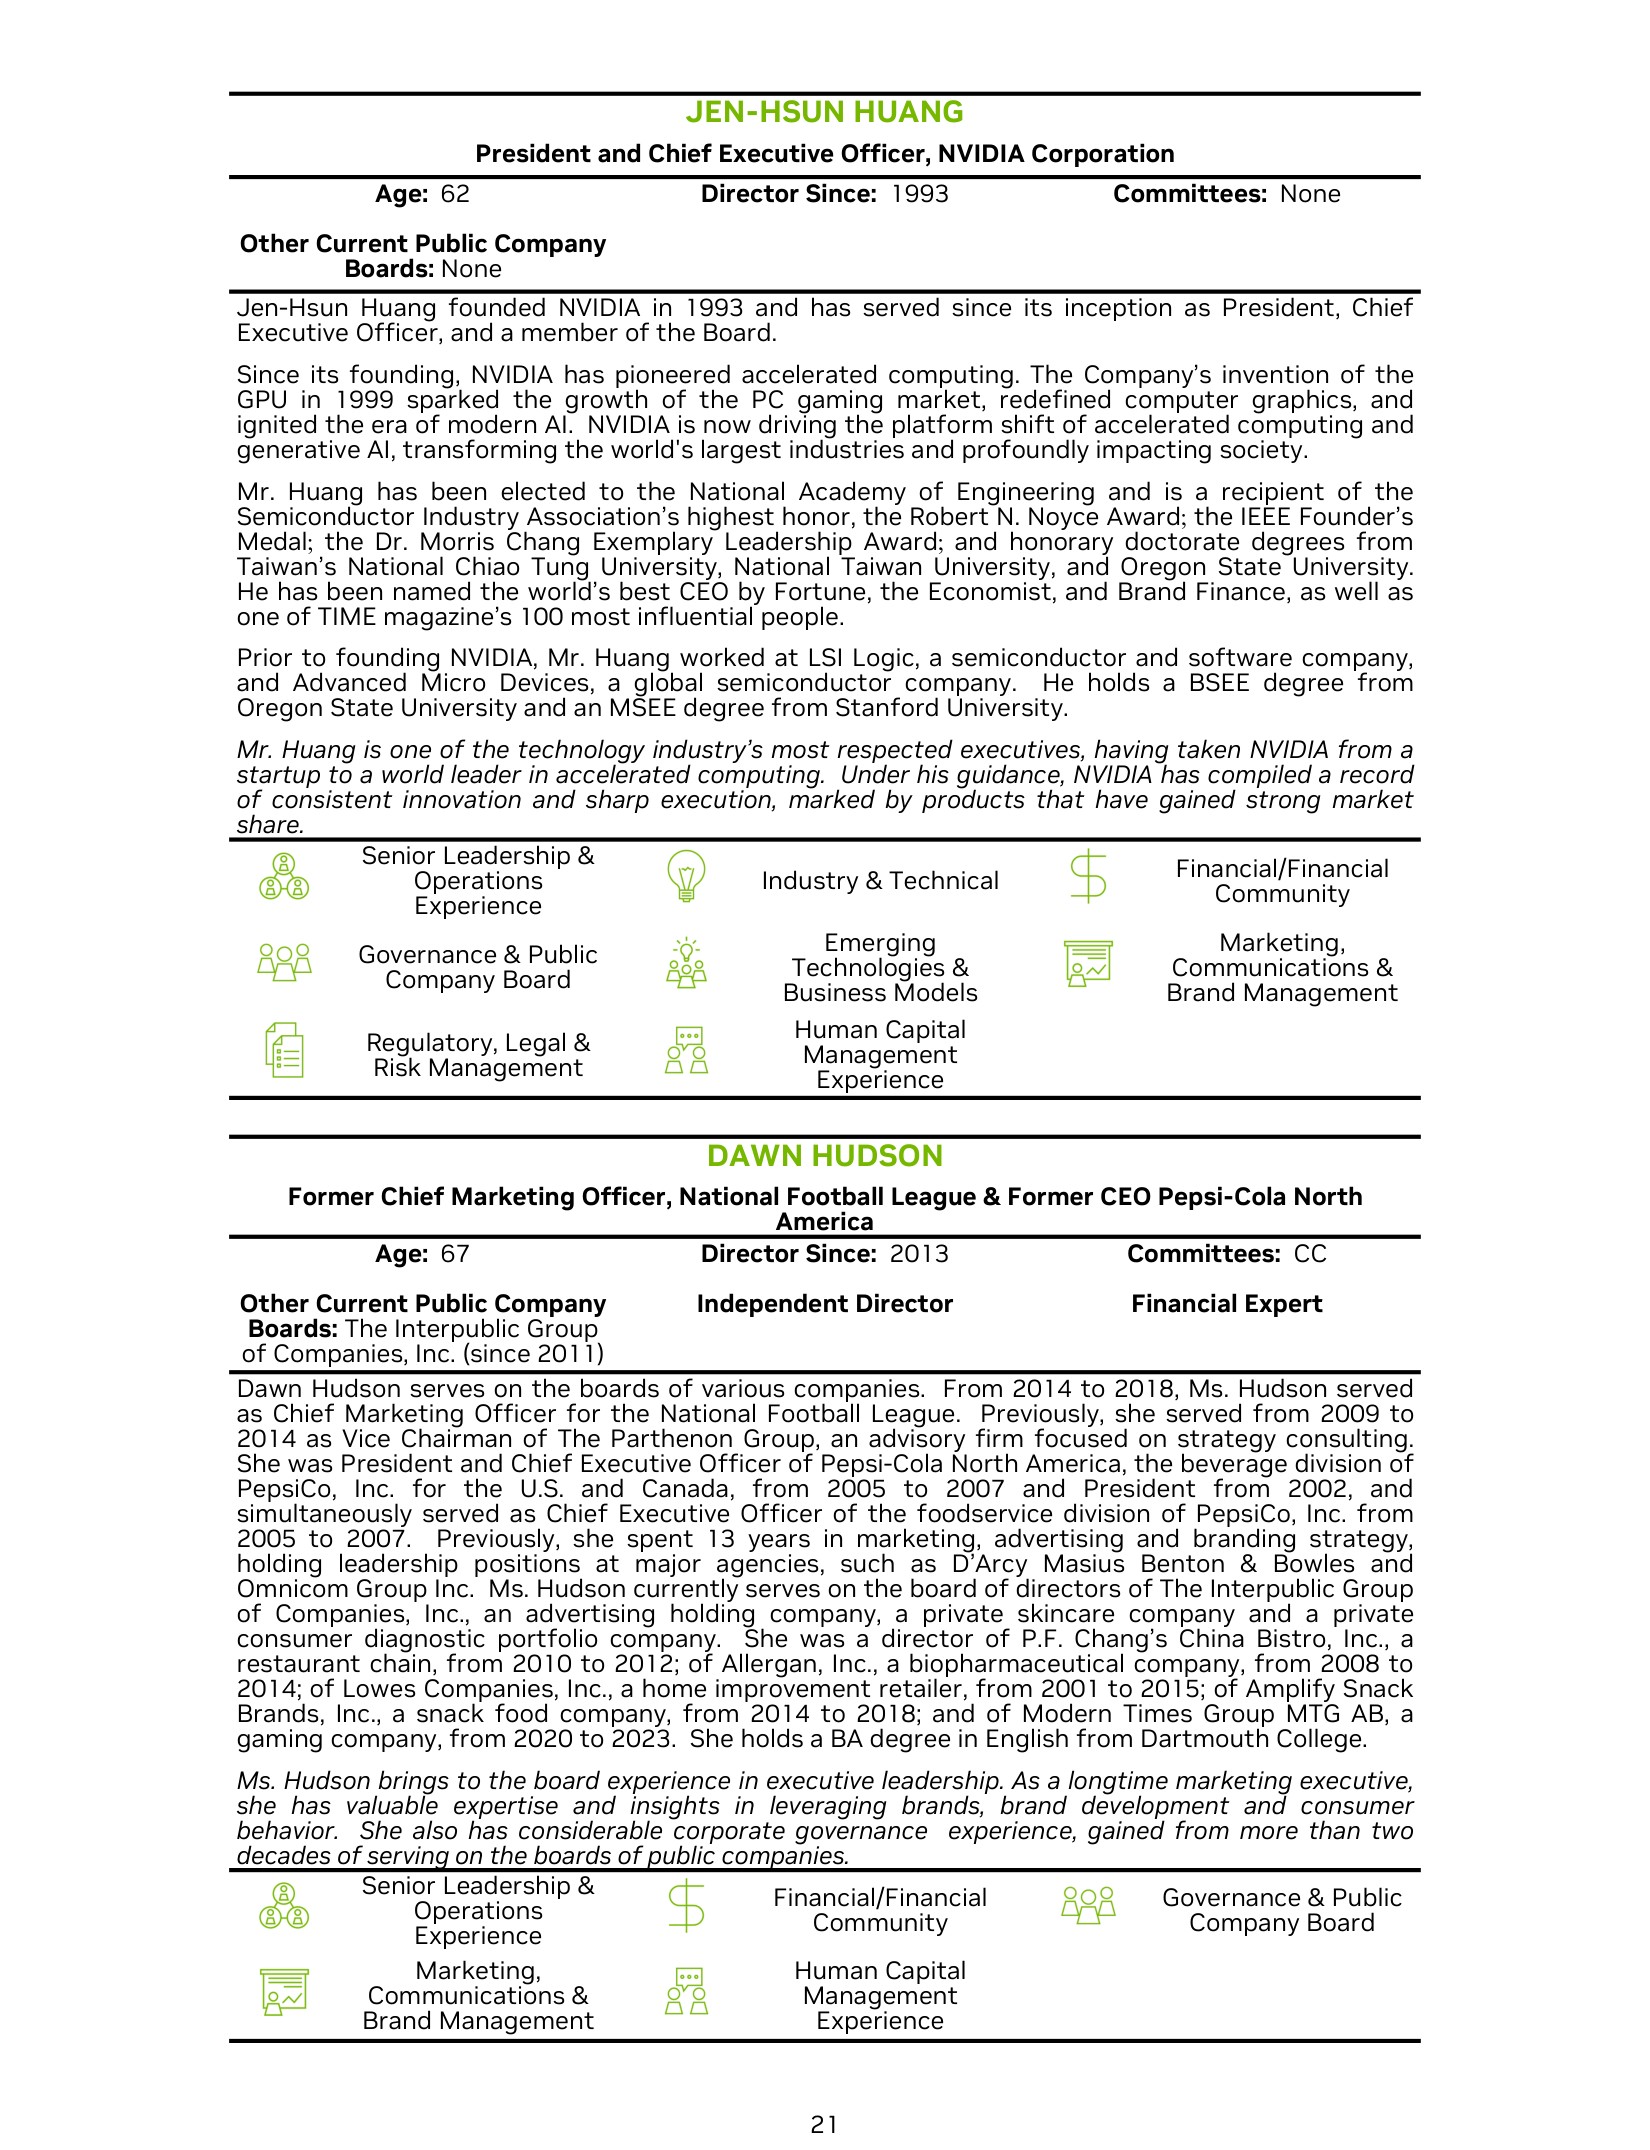 JEN-HSUN HUANG
President and Chief Executive Officer, NVIDIA Corporation
Age: 62 Director Since: 1993 Committees: None
Other Current Public Company
Boards: None
Jen-Hsun Huang founded NVIDIA in 1993 and has served since its inception as President, Chief
Executive Officer, and a member of the Board.
Since its founding, NVIDIA has pioneered accelerated computing. The Company’s invention of the
GPU in 1999 sparked the growth of the PC gaming market, redefined computer graphics, and
ignited the era of modern AI. NVIDIA is now driving the platform shift of accelerated computing and
generative AI, transforming the world's largest industries and profoundly impacting society.
Mr. Huang has been elected to the National Academy of Engineering and is a recipient of the
Semiconductor Industry Association’s highest honor, the Robert N. Noyce Award; the IEEE Founder’s
Medal; the Dr. Morris Chang Exemplary Leadership Award; and honorary doctorate degrees from
Taiwan’s National Chiao Tung University, National Taiwan University, and Oregon State University.
He has been named the world’s best CEO by Fortune, the Economist, and Brand Finance, as well as
one of TIME magazine’s 100 most influential people.
Prior to founding NVIDIA, Mr. Huang worked at LSI Logic, a semiconductor and software company,
and Advanced Micro Devices, a global semiconductor company. He holds a BSEE degree from
Oregon State University and an MSEE degree from Stanford University.
Mr. Huang is one of the technology industry’s most respected executives, having taken NVIDIA from a
startup to a world leader in accelerated computing. Under his guidance, NVIDIA has compiled a record
of consistent innovation and sharp execution, marked by products that have gained strong market
share.
Senior Leadership &
Operations
Experience
Industry & Technical
Financial/Financial
Community
Governance & Public
Company Board
Emerging
Technologies &
Business Models
Marketing,
Communications &
Brand Management
Regulatory, Legal &
Risk Management
Human Capital
Management
Experience
DAWN HUDSON
Former Chief Marketing Officer, National Football League & Former CEO Pepsi-Cola North
America
Age: 67 Director Since: 2013 Committees: CC
Other Current Public Company
Boards: The Interpublic Group
of Companies, Inc. (since 2011)
Independent Director
Financial Expert
Dawn Hudson serves on the boards of various companies. From 2014 to 2018, Ms. Hudson served
as Chief Marketing Officer for the National Football League. Previously, she served from 2009 to
2014 as Vice Chairman of The Parthenon Group, an advisory firm focused on strategy consulting.
She was President and Chief Executive Officer of Pepsi-Cola North America, the beverage division of
PepsiCo, Inc. for the U.S. and Canada, from 2005 to 2007 and President from 2002, and
simultaneously served as Chief Executive Officer of the foodservice division of PepsiCo, Inc. from
2005 to 2007. Previously, she spent 13 years in marketing, advertising and branding strategy,
holding leadership positions at major agencies, such as D’Arcy Masius Benton & Bowles and
Omnicom Group Inc. Ms. Hudson currently serves on the board of directors of The Interpublic Group
of Companies, Inc., an advertising holding company, a private skincare company and a private
consumer diagnostic portfolio company. She was a director of P.F. Chang’s China Bistro, Inc., a
restaurant chain, from 2010 to 2012; of Allergan, Inc., a biopharmaceutical company, from 2008 to
2014; of Lowes Companies, Inc., a home improvement retailer, from 2001 to 2015; of Amplify Snack
Brands, Inc., a snack food company, from 2014 to 2018; and of Modern Times Group MTG AB, a
gaming company, from 2020 to 2023. She holds a BA degree in English from Dartmouth College.
Ms. Hudson brings to the board experience in executive leadership. As a longtime marketing executive,
she has valuable expertise and insights in leveraging brands, brand development and consumer
behavior. She also has considerable corporate governance experience, gained from more than two
decades of serving on the boards of public companies.
Senior Leadership &
Operations
Experience
Financial/Financial
Community
Governance & Public
Company Board
Marketing,
Communications &
Brand Management
Human Capital
Management
Experience
21